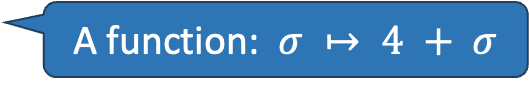 A function: σ ↦ 4 + σ